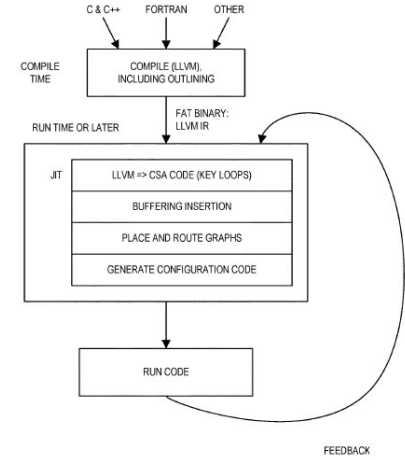 C & C++ FORTRAN OTHER
COMPILE
TIME
COMPILE (LLVM),
INCLUDING OUTLINING
FAT BINARY:
LLVM IR
RUN TIME OR LATER
JIT
LLVM => CSA CODE (KEY LOOPS)
BUFFERING INSERTION
PLACE AND ROUTE GRAPHS
GENERATE CONFIGURATION CODE
RUN CODE
FEEDBACK